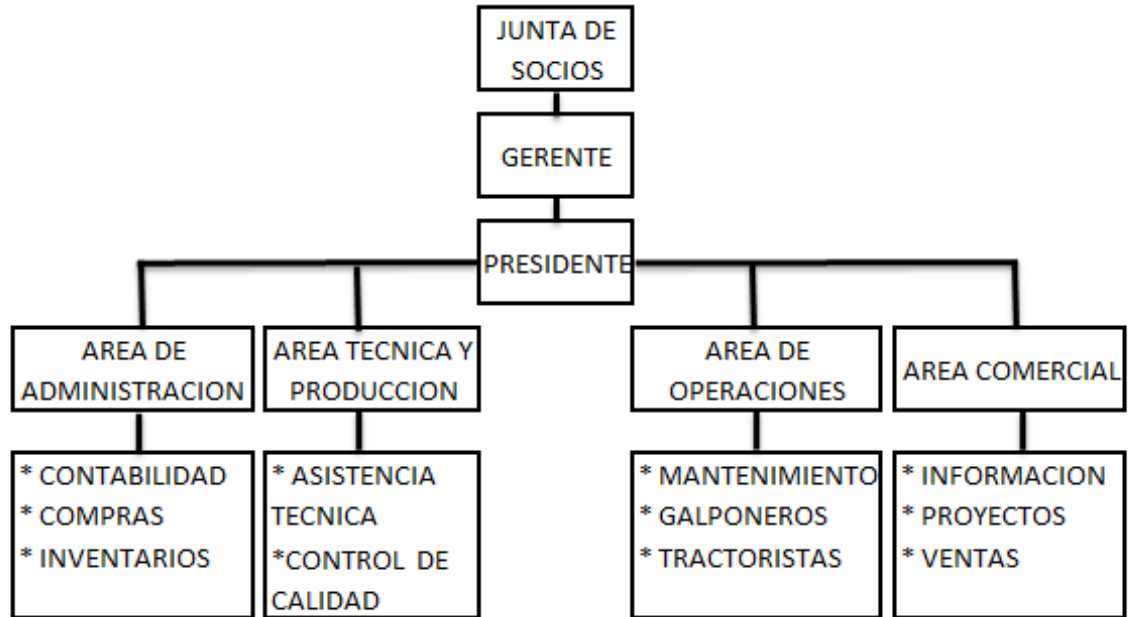 JUNTA DE
SOCIOS
GERENTE
PRESIDENTE
AREA DE
ADMINISTRACION
AREA TECNICA Y
PRODUCCION
AREA DE
OPERACIONES
AREA COMERCIAL
* CONTABILIDAD
* COMPRAS
* INVENTARIOS
* ASISTENCIA
TECNICA
*CONTROL DE
CALIDAD
* MANTENIMIENTO
* GALPONEROS
* TRACTORISTAS
* INFORMACION
* PROYECTOS
* VENTAS